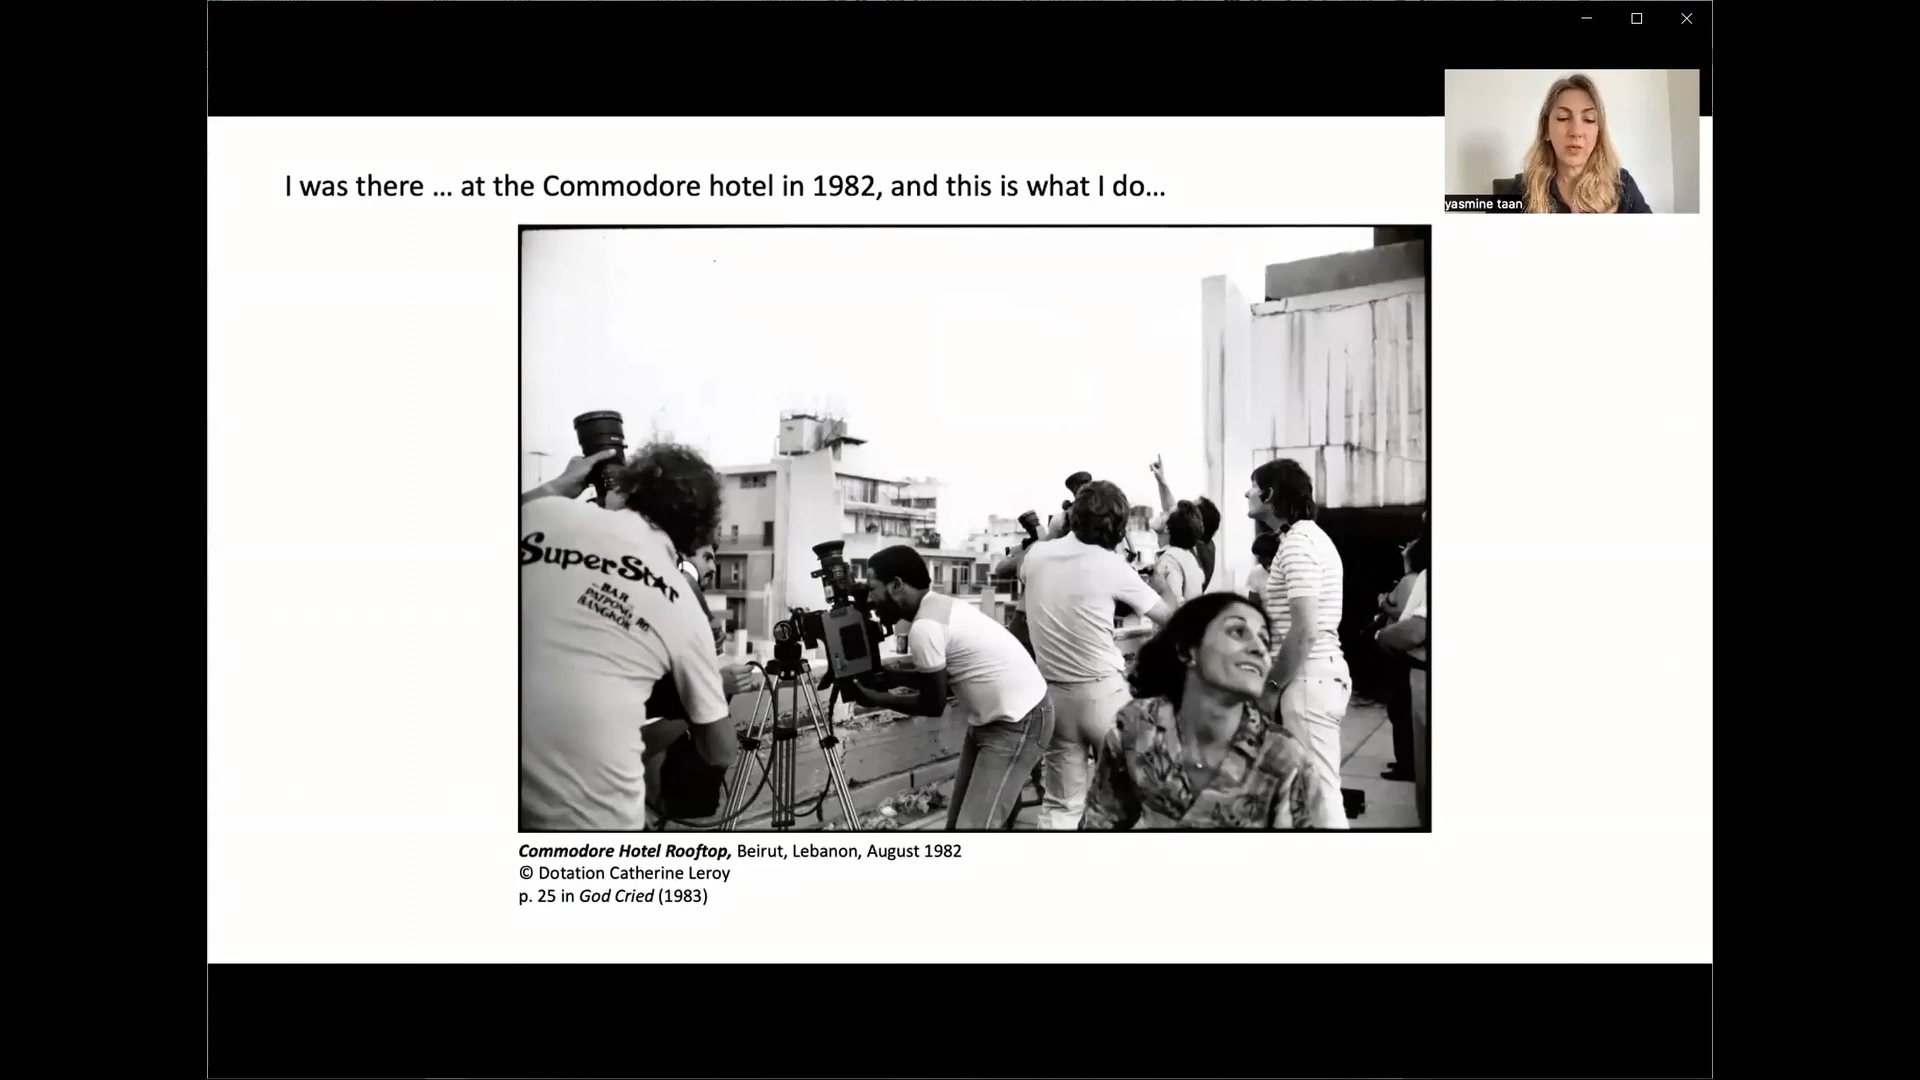 I was there ... at the Commodore hotel in 1982, and this is what I do...
yasmine taan
SuperStar
BAR
PATPONG RD
BANGKOK
Commodore Hotel Rooftop, Beirut, Lebanon, August 1982
© Dotation Catherine Leroy
p. 25 in God Cried (1983)